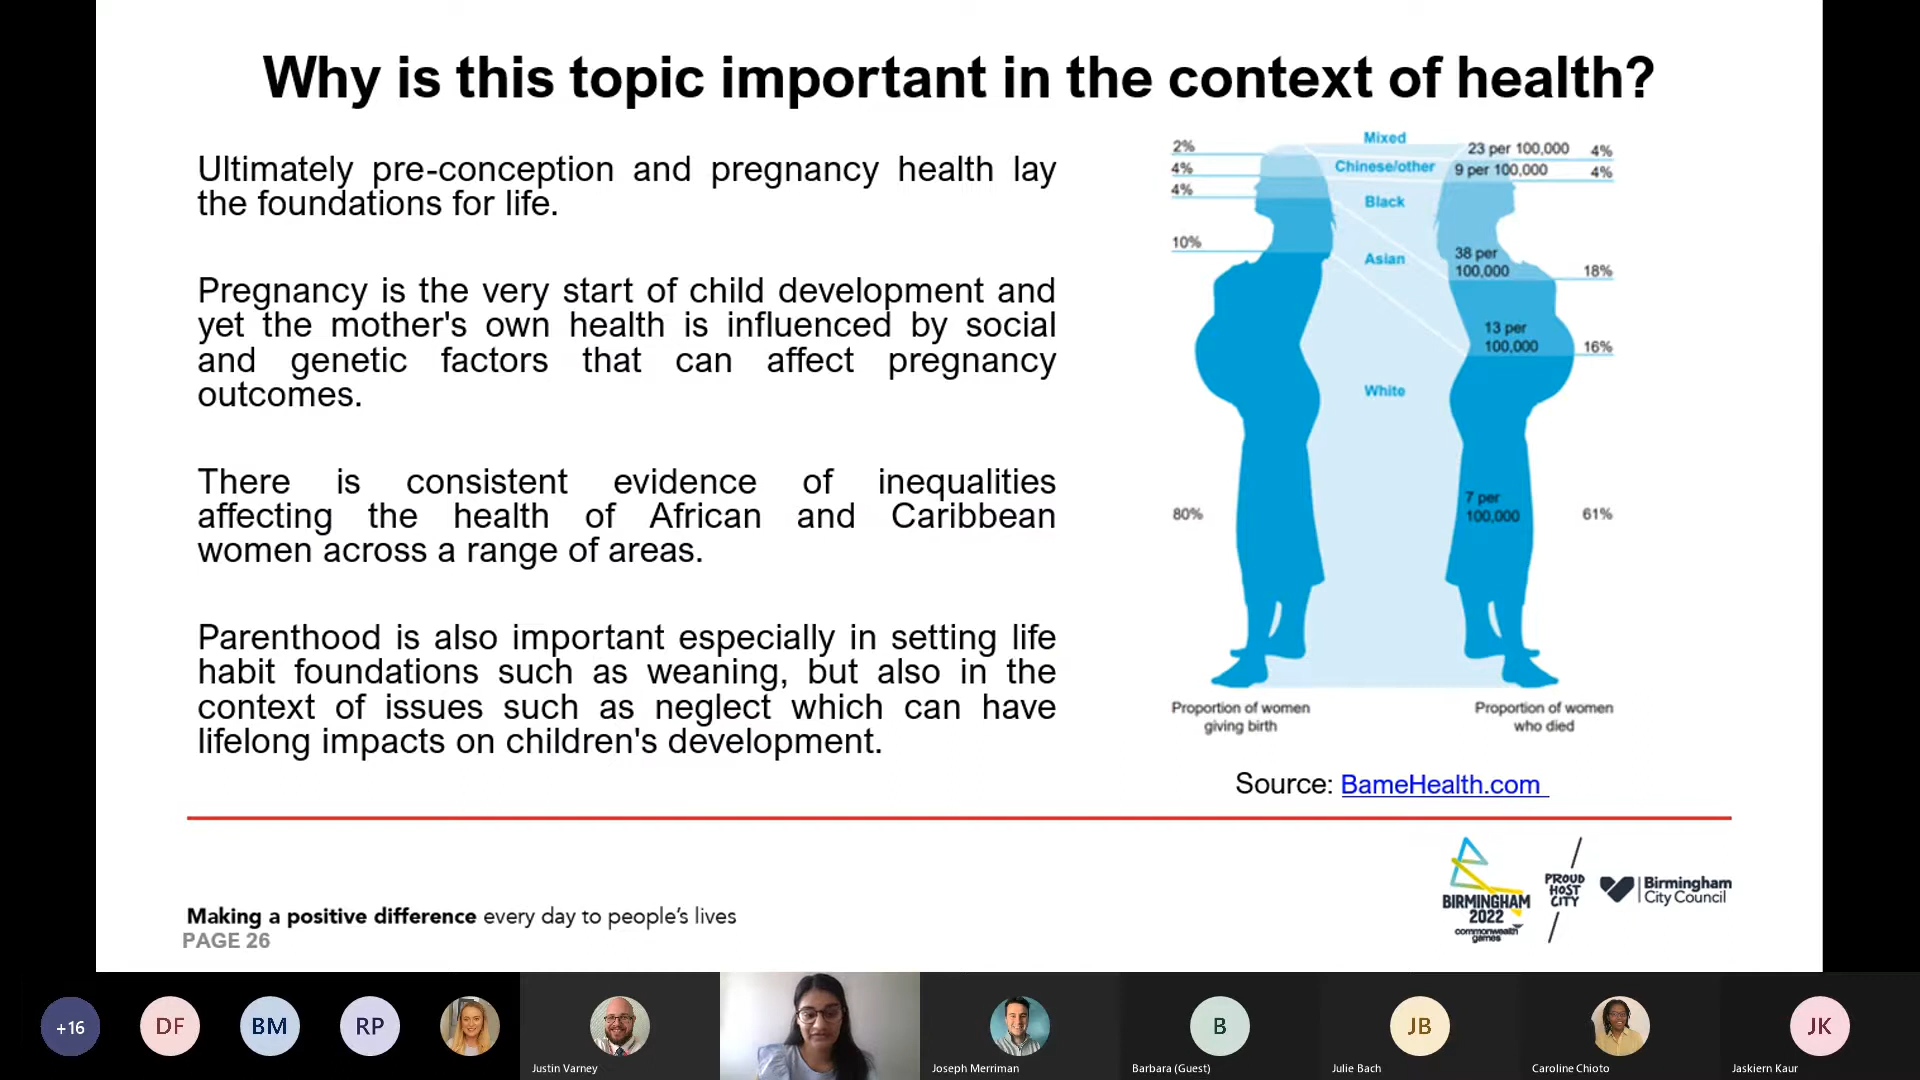 Why is this topic important in the context of health?
Ultimately pre-conception and pregnancy health lay
the foundations for life.
Pregnancy is the very start of child development and
yet the mother's own health is influenced by social
and genetic factors that can affect pregnancy
outcomes.
There is consistent evidence of inequalities
affecting the health of African and Caribbean
women across a range of areas.
Parenthood is also important especially in setting life
habit foundations such as weaning, but also in the
context of issues such as neglect which can have
lifelong impacts on children's development.
2%
4%
4%
10%
80%
Mixed
Chinese/other
Black
Asian
White
23 per 100,000
4%
9 per 100,000
4%
38 per
100,000
18%
13 per
100,000
16%
7 per
100,000
61%
Proportion of women
giving birth
Proportion of women
who died
Source: BameHealth.com
BIRMINGHAM
2022
commonwealth
games
PROUD
HOST
CITY
Birmingham
City Council
Making a positive difference every day to people's lives
PAGE 26
+16
DF
BM
RP
B
JB
JK
Justin Varney
Joseph Merriman
Barbara (Guest)
Julie Bach
Caroline Chioto
Jaskiern Kaur